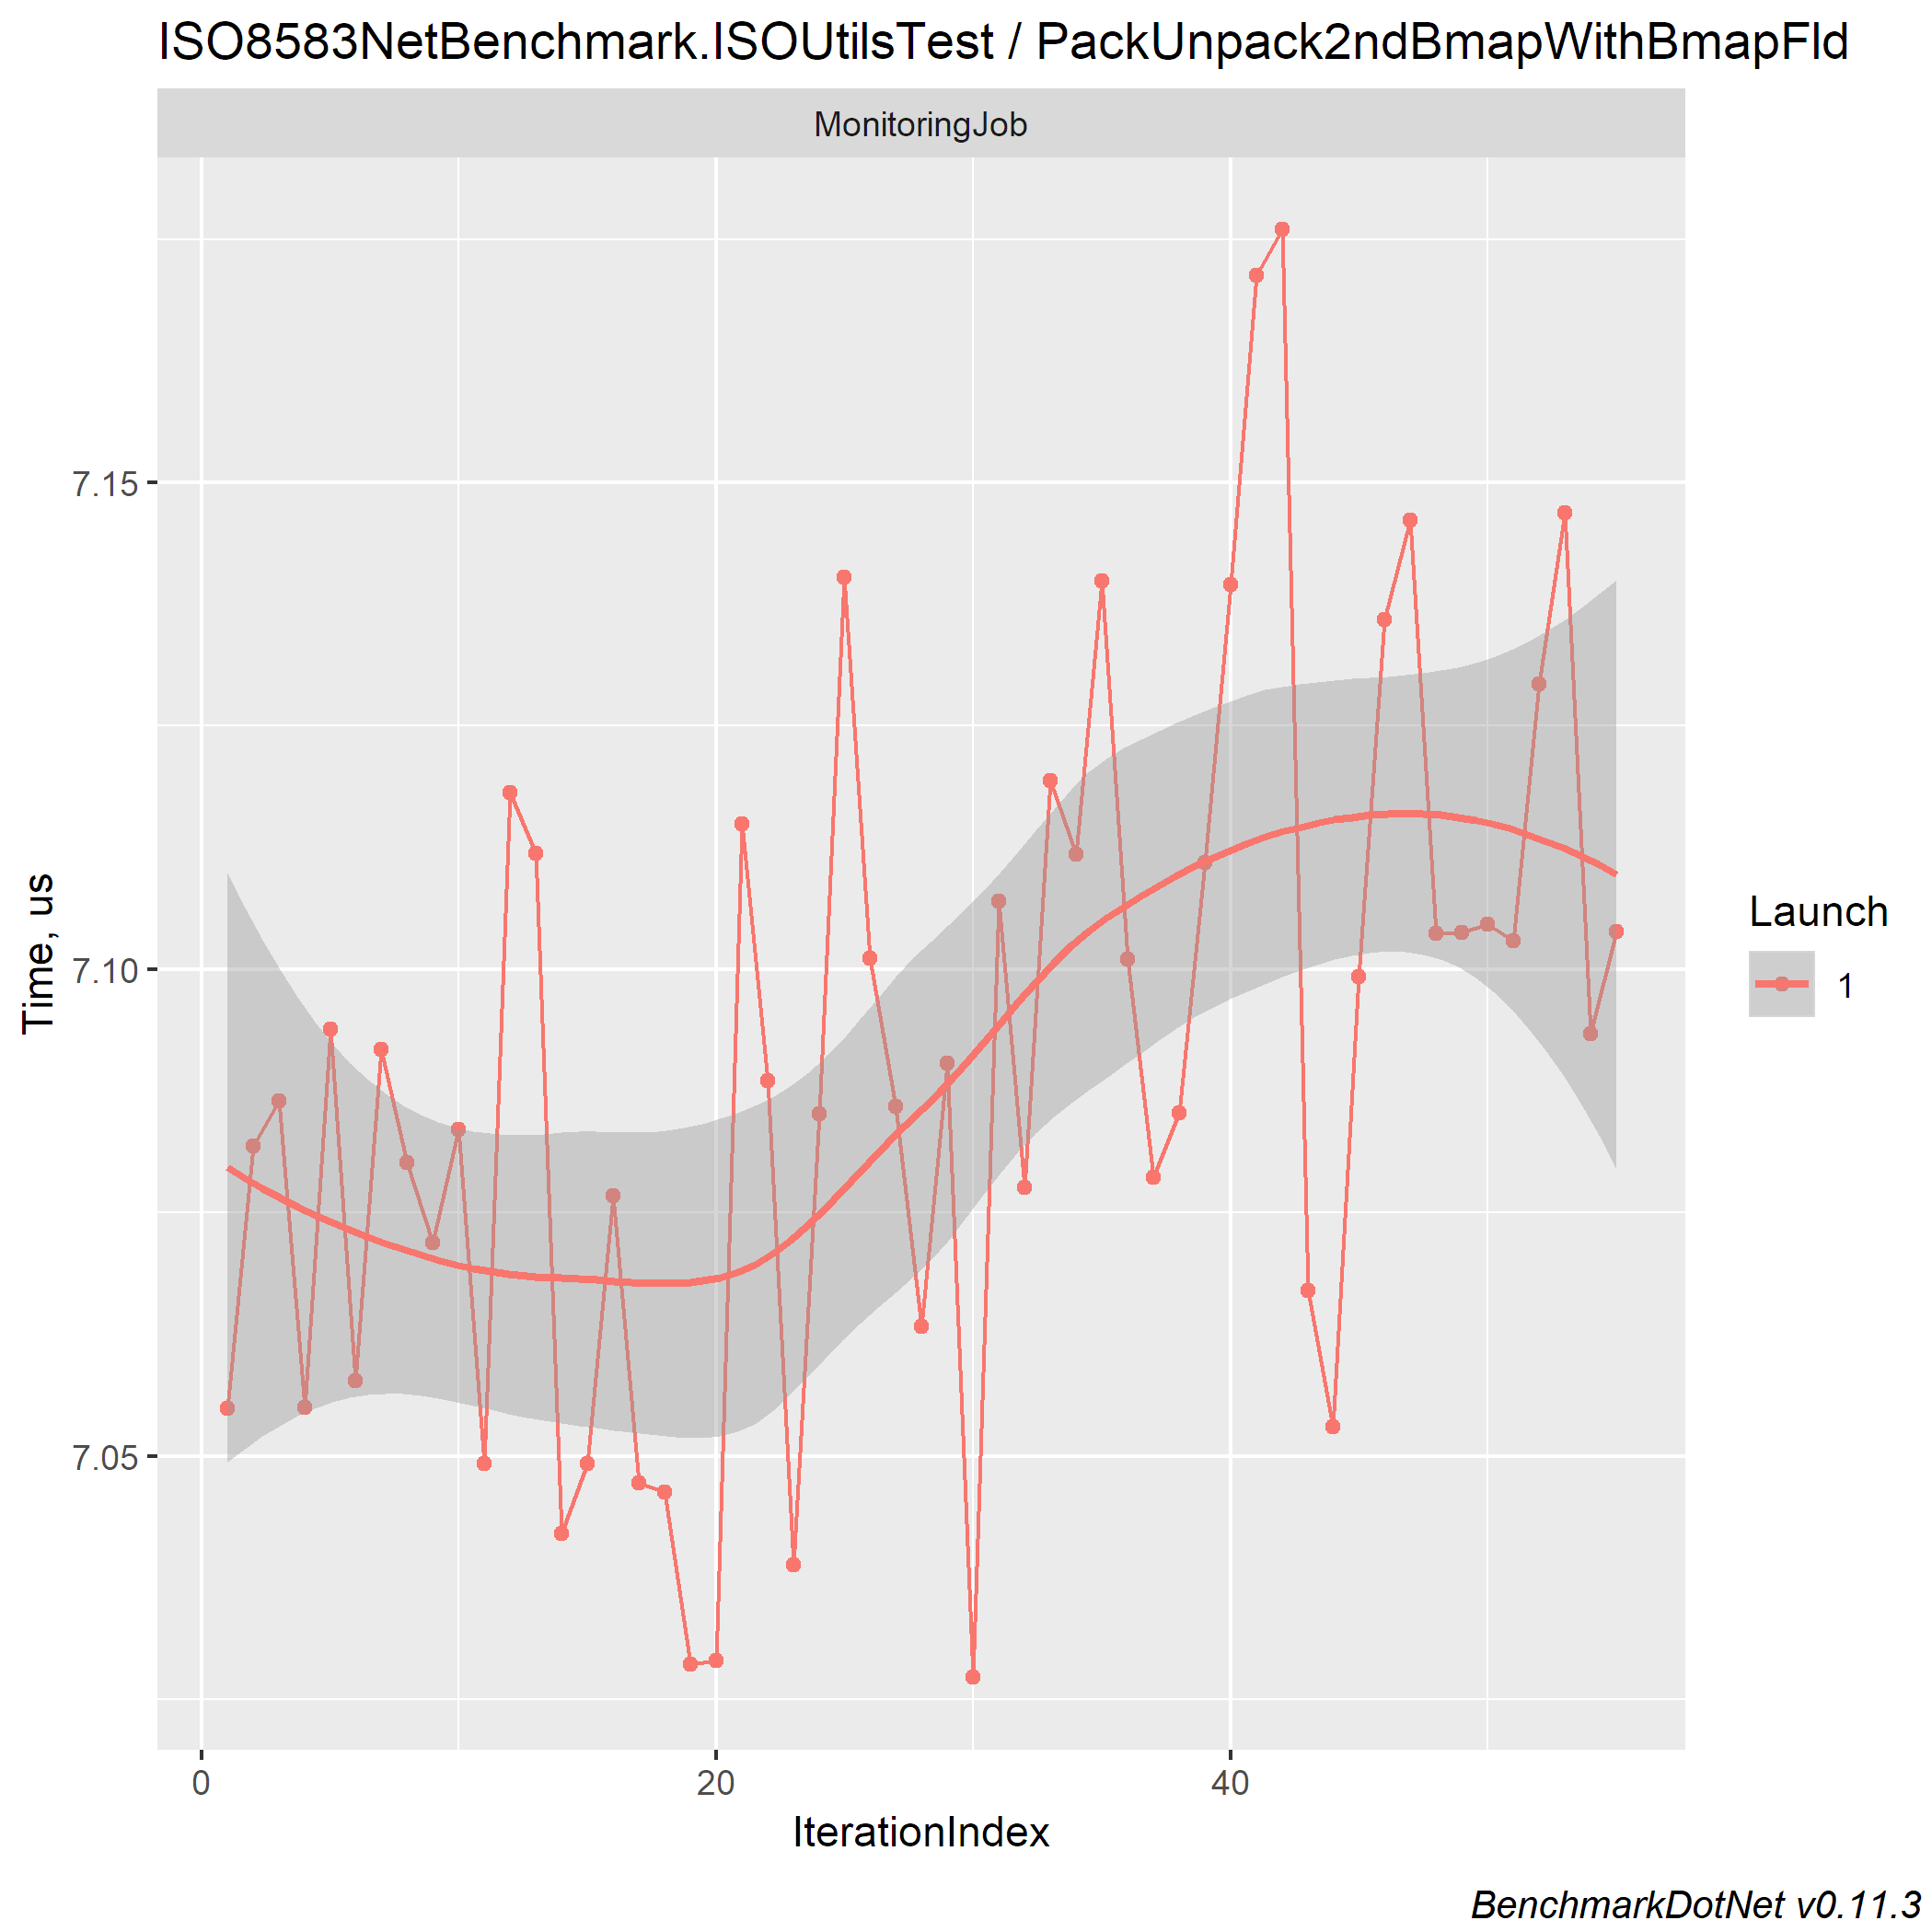 ISO8583NetBenchmark.ISOUtilsTest / PackUnpack2ndBmapWithBmapFld
MonitoringJob
7.15
7.10
7.05
Time, us
0 20 40
IterationIndex
Launch
1
BenchmarkDotNet v0.11.3